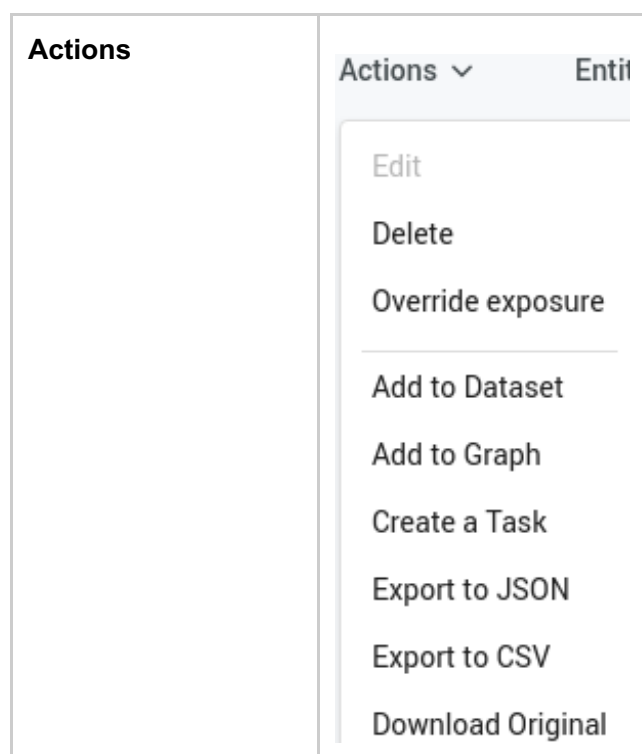 Actions
Actions Entit
Edit
Delete
Override exposure
Add to Dataset
Add to Graph
Create a Task
Export to JSON
Export to CSV
Download Original